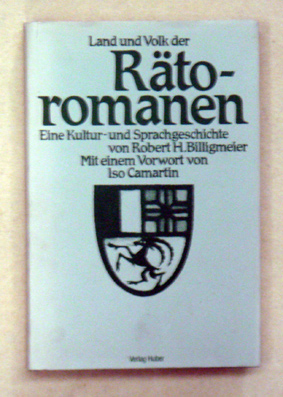 Land und Volk der
Räto-
romanen
Eine Kultur- und Sprachgeschichte
von Robert H. Billigmeier
Mit einem Vorwort von
Iso Camartin
Verlag Huber